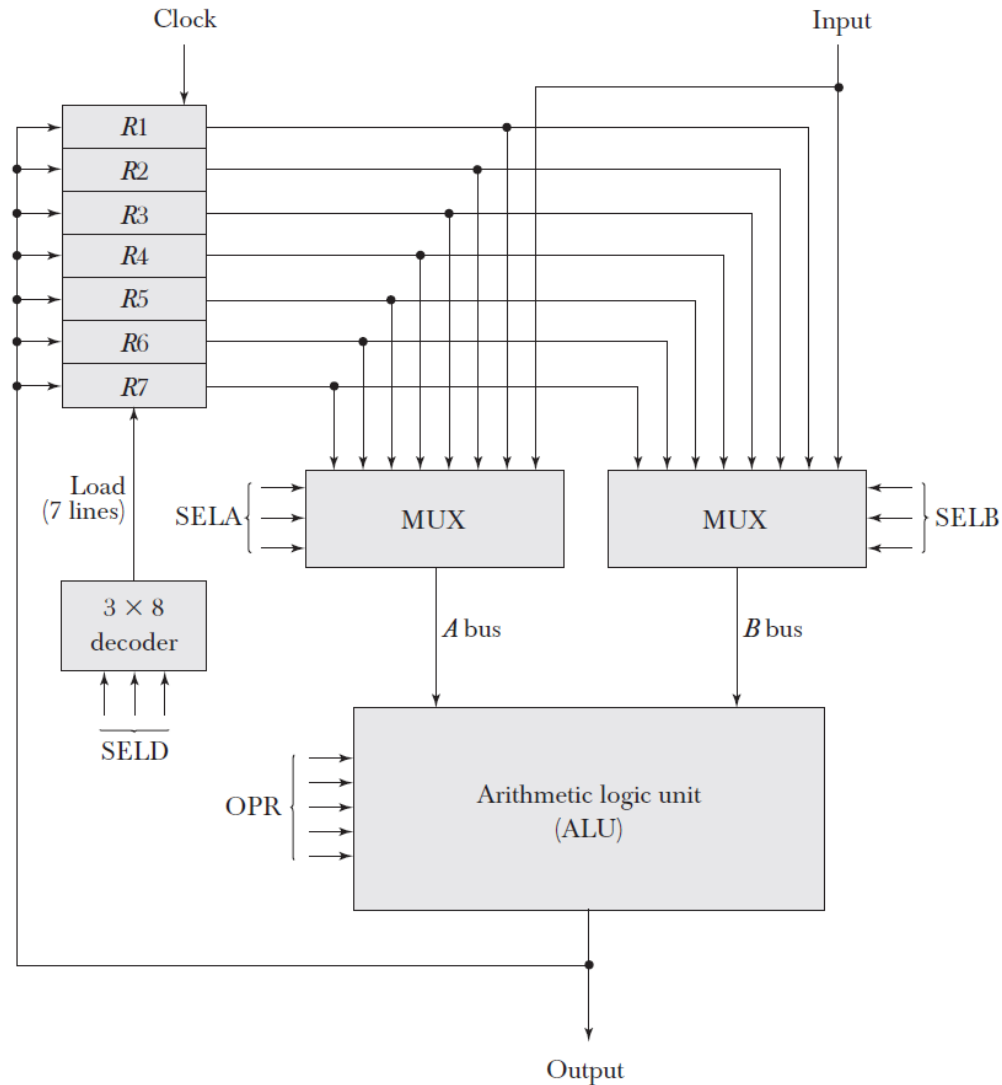 Clock
Input
R1
R2
R3
R4
R5
R6
R7
Load
(7 lines)
SELA
MUX
MUX
SELB
3 × 8
decoder
A bus
B bus
SELD
OPR
Arithmetic logic unit
(ALU)
Output